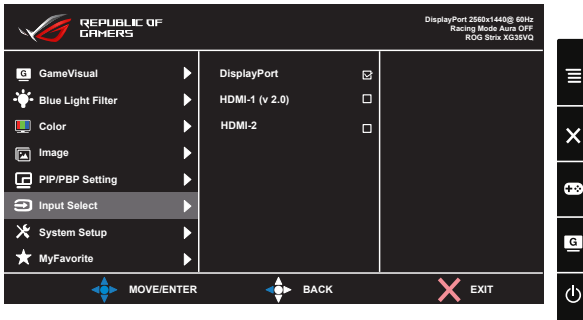 REPUBLIC OF
GAMERS
DisplayPort 2560x1440@ 60Hz
Racing Mode Aura OFF
ROG Strix XG35VQ
G GameVisual
Blue Light Filter
Color
Image
PIP/PBP Setting
Input Select
System Setup
MyFavorite
DisplayPort
HDMI-1 (v 2.0)
HDMI-2
MOVE/ENTER
BACK
EXIT
G